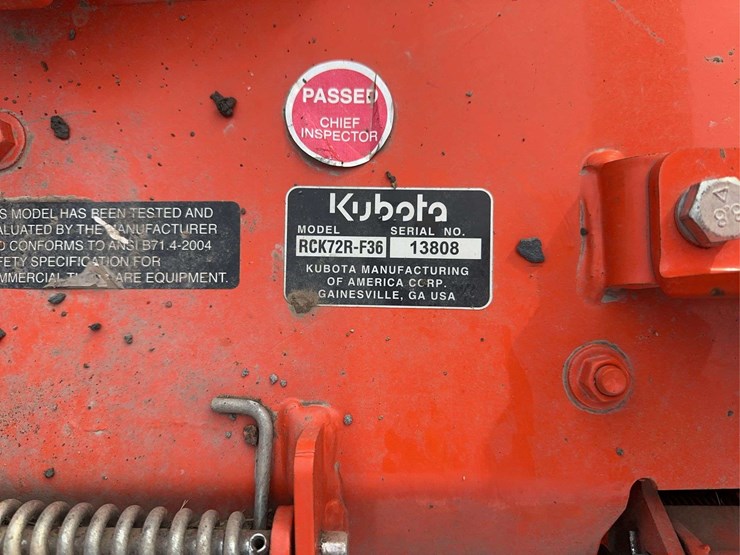 PASSED
CHIEF
INSPECTOR
S MODEL HAS BEEN TESTED AND
ALUATED BY THE MANUFACTURER
D CONFORMS TO ANSI B71.4-2004
FETY SPECIFICATION FOR
MMERCIAL ARE EQUIPMENT.
Kubota
MODEL SERIAL NO.
RCK72R-F36 13808
KUBOTA MANUFACTURING
OF AMERICA CORP.
GAINESVILLE, GA USA
8.8